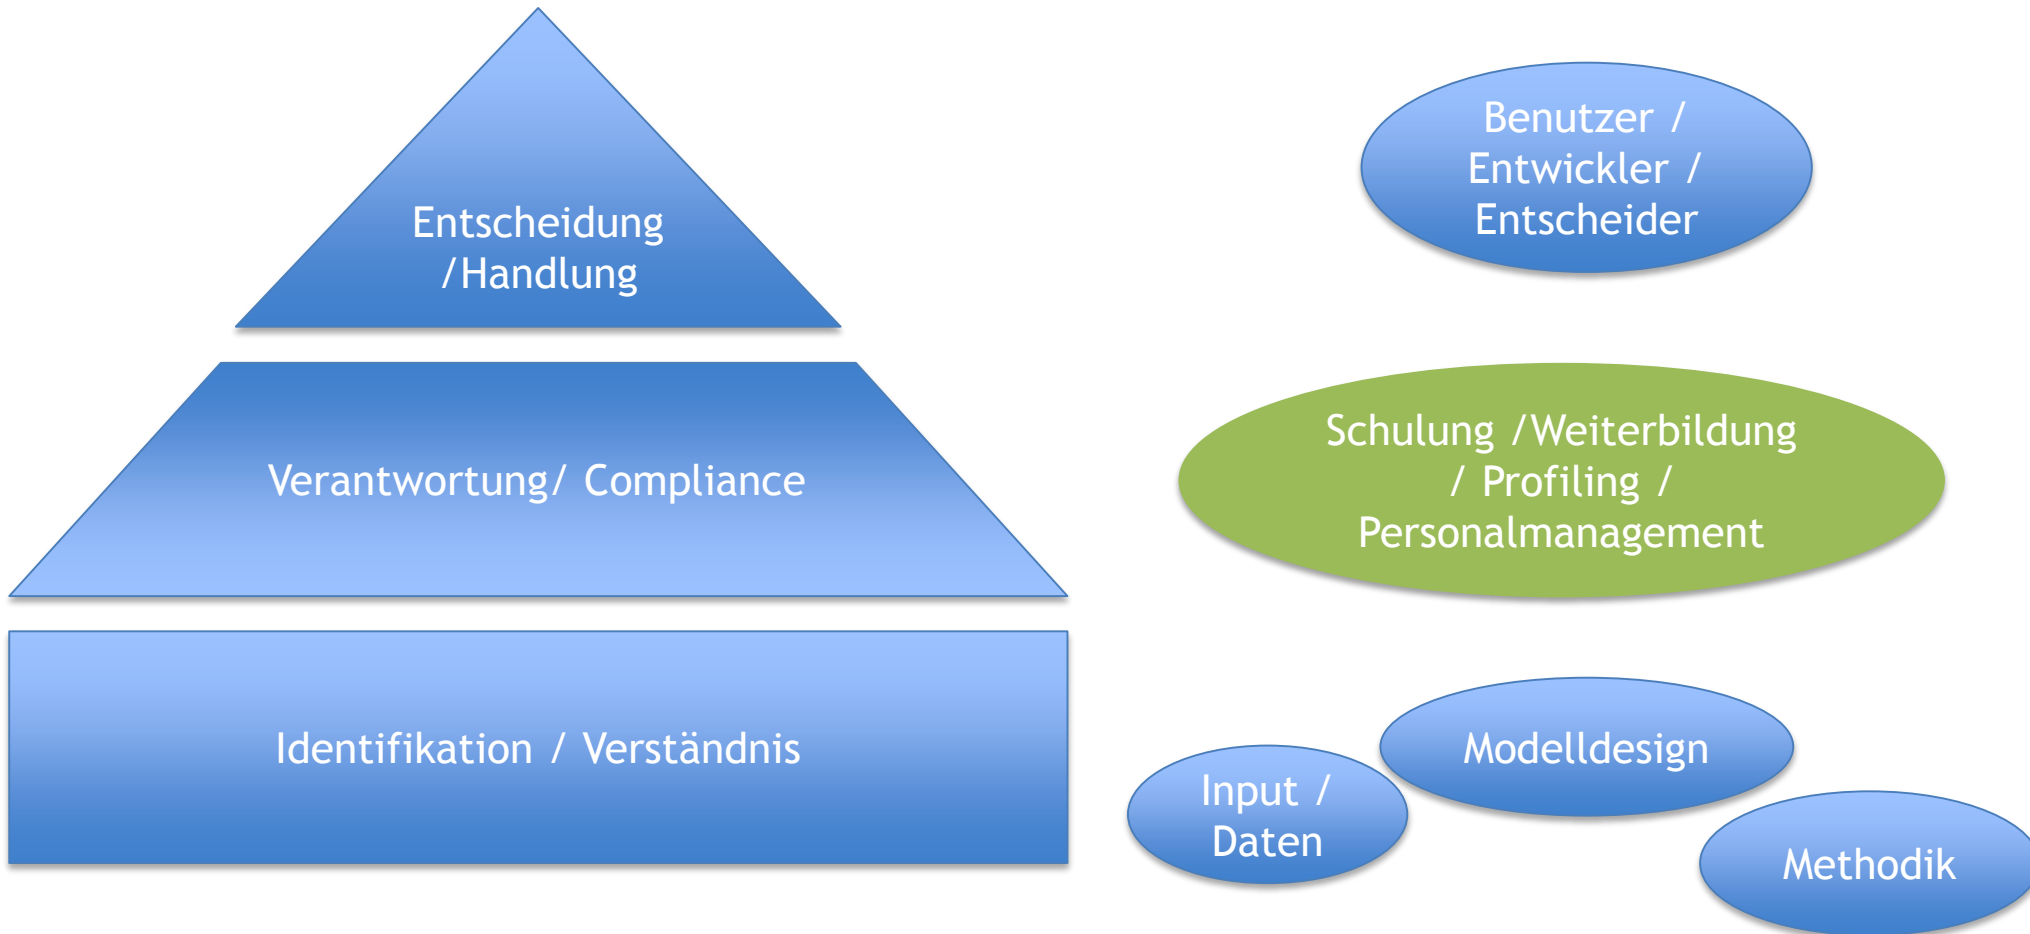 Entscheidung
/Handlung
Benutzer /
Entwickler /
Entscheider
Verantwortung/ Compliance
Schulung /Weiterbildung
/ Profiling /
Personalmanagement
Identifikation / Verständnis
Input /
Daten
Modelldesign
Methodik